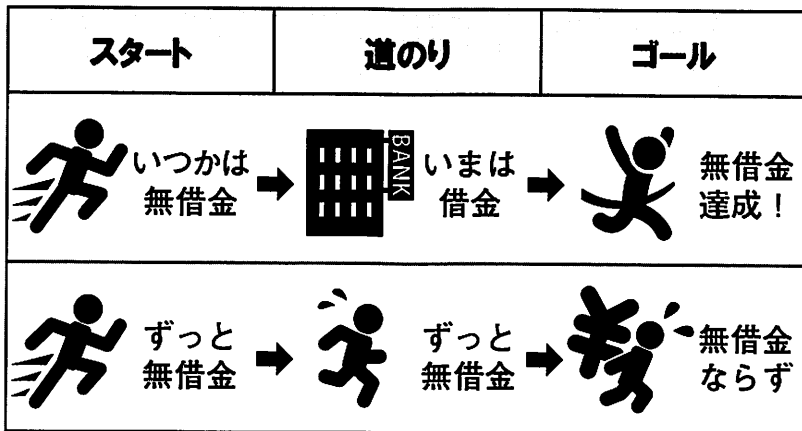 スタート
道のり
ゴール
いつかは
無借金
BANK
いまは
借金
無借金
達成！
ずっと
無借金
ずっと
無借金
無借金
ならず